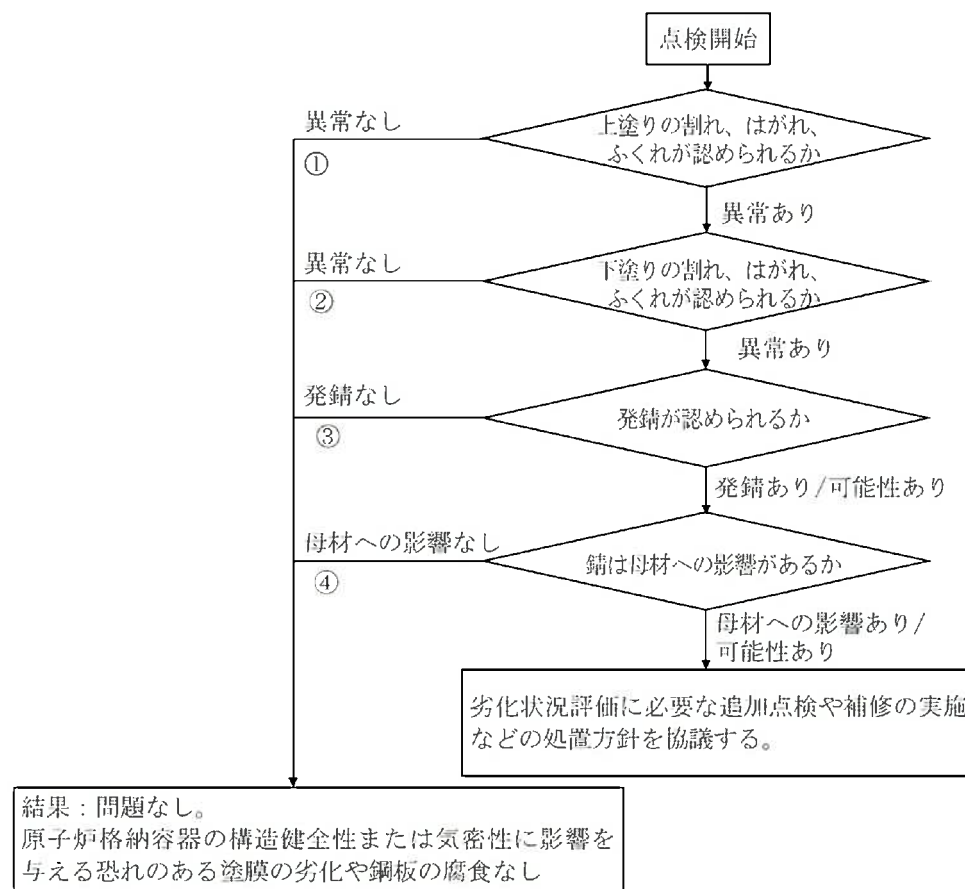 点検開始
上塗りの割れ、はがれ、
ふくれが認められるか
異常なし
①
異常あり
下塗りの割れ、はがれ、
ふくれが認められるか
異常なし
②
異常あり
発錆が認められるか
発錆なし
③
発錆あり/可能性あり
錆は母材への影響があるか
母材への影響なし
④
母材への影響あり/
可能性あり
劣化状況評価に必要な追加点検や補修の実施
などの処置方針を協議する。
結果：問題なし。
原子炉格納容器の構造健全性または気密性に影響を
与える恐れのある塗膜の劣化や鋼板の腐食なし